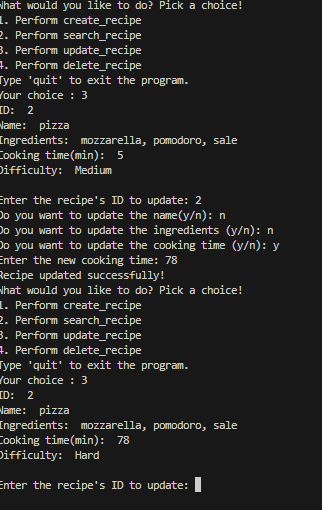 What would you like to do? Pick a choice!
1. Perform create_recipe
2. Perform search_recipe
3. Perform update_recipe
4. Perform delete_recipe
Type 'quit' to exit the program.
Your choice : 3
ID:  2
Name:  pizza
Ingredients:  mozzarella, pomodoro, sale
Cooking time(min):  5
Difficulty:  Medium

Enter the recipe's ID to update: 2
Do you want to update the name(y/n): n
Do you want to update the ingredients (y/n): n
Do you want to update the cooking time (y/n): y
Enter the new cooking time: 78
Recipe updated successfully!
What would you like to do? Pick a choice!
1. Perform create_recipe
2. Perform search_recipe
3. Perform update_recipe
4. Perform delete_recipe
Type 'quit' to exit the program.
Your choice : 3
ID:  2
Name:  pizza
Ingredients:  mozzarella, pomodoro, sale
Cooking time(min):  78
Difficulty:  Hard

Enter the recipe's ID to update: